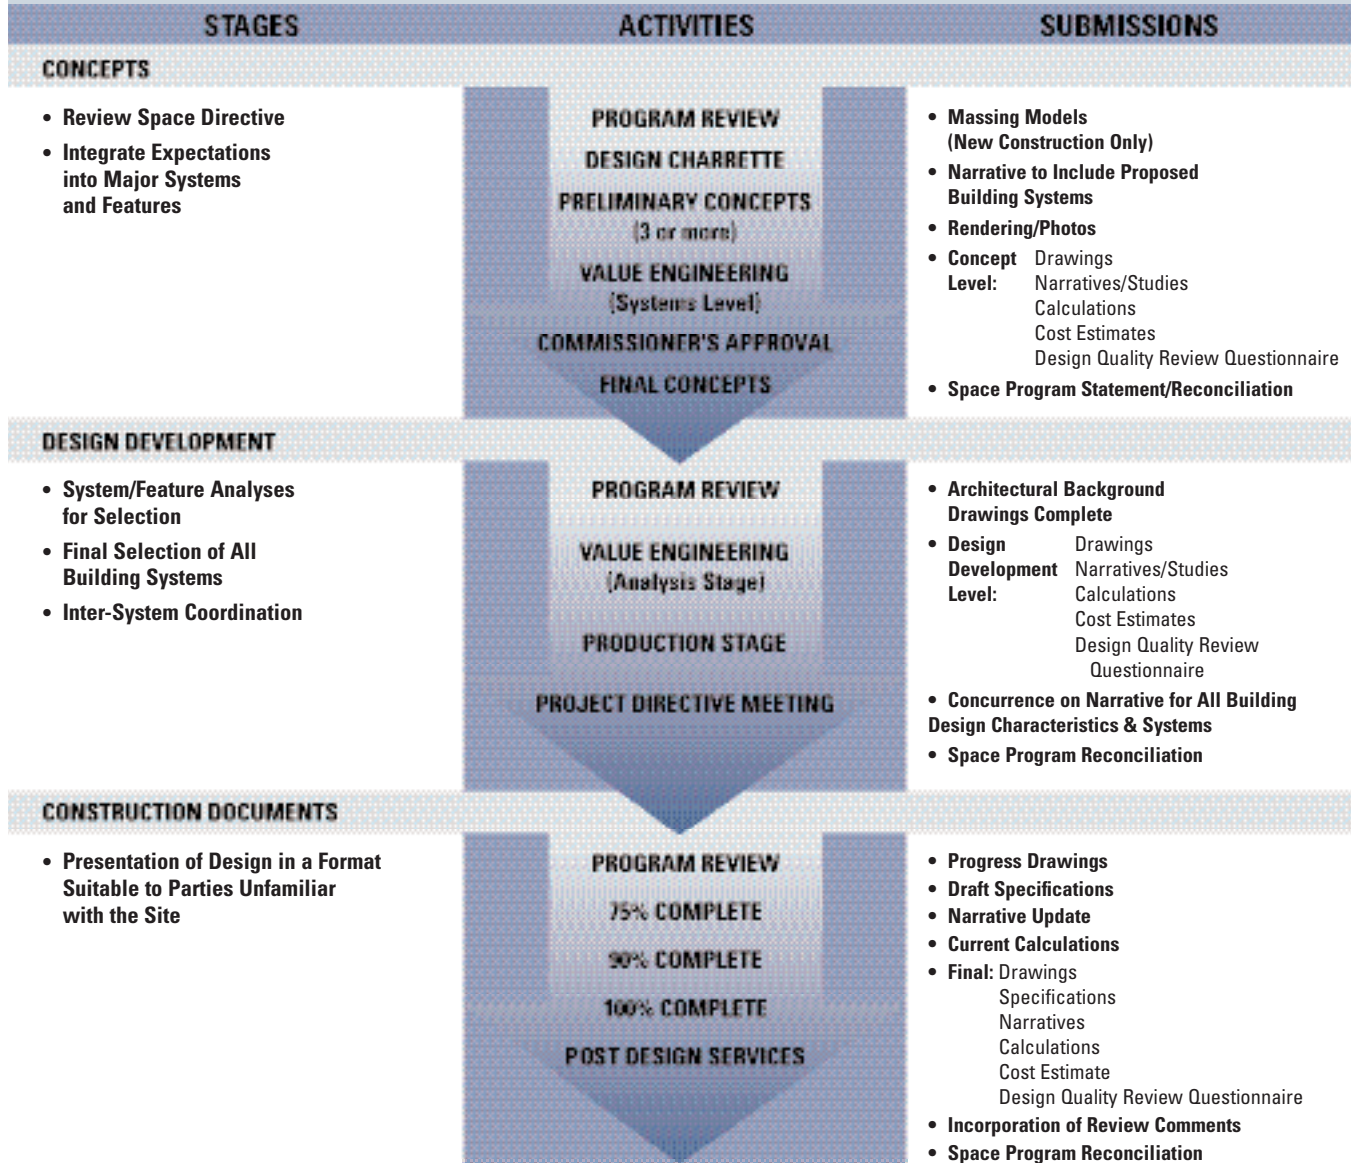 STAGES
ACTIVITIES
SUBMISSIONS
CONCEPTS
• Review Space Directive
• Integrate Expectations
into Major Systems
and Features
PROGRAM REVIEW
DESIGN CHARRETTE
PRELIMINARY CONCEPTS
(3 or more)
VALUE ENGINEERING
(Systems Level)
COMMISSIONER'S APPROVAL
FINAL CONCEPTS
• Massing Models
(New Construction Only)
• Narrative to Include Proposed
Building Systems
• Rendering/Photos
• Concept Drawings
Level: Narratives/Studies
Calculations
Cost Estimates
Design Quality Review Questionnaire
• Space Program Statement/Reconciliation
DESIGN DEVELOPMENT
• System/Feature Analyses
for Selection
• Final Selection of All
Building Systems
• Inter-System Coordination
PROGRAM REVIEW
VALUE ENGINEERING
(Analysis Stage)
PRODUCTION STAGE
PROJECT DIRECTIVE MEETING
• Architectural Background
Drawings Complete
• Design Drawings
Development Narratives/Studies
Level: Calculations
Cost Estimates
Design Quality Review
Questionnaire
• Concurrence on Narrative for All Building
Design Characteristics & Systems
• Space Program Reconciliation
CONSTRUCTION DOCUMENTS
• Presentation of Design in a Format
Suitable to Parties Unfamiliar
with the Site
PROGRAM REVIEW
75% COMPLETE
90% COMPLETE
100% COMPLETE
POST DESIGN SERVICES
• Progress Drawings
• Draft Specifications
• Narrative Update
• Current Calculations
• Final: Drawings
Specifications
Narratives
Calculations
Cost Estimate
Design Quality Review Questionnaire
• Incorporation of Review Comments
• Space Program Reconciliation